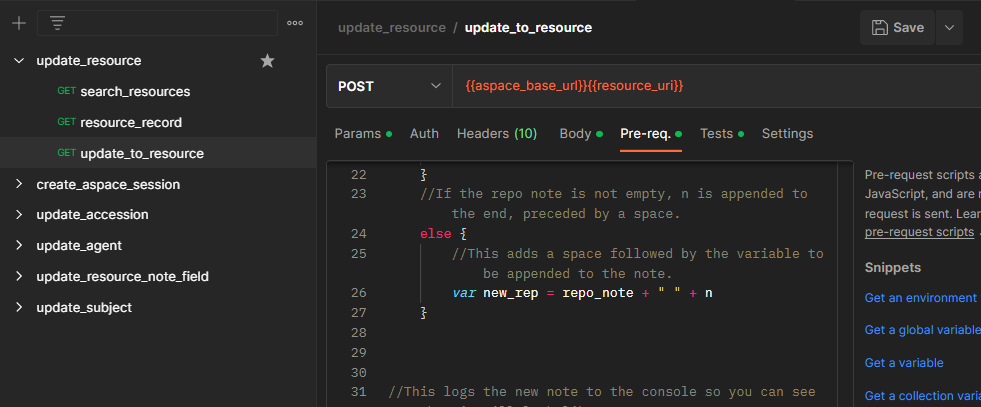 update_resource / update_to_resource
Save
update_resource
GET search_resources
GET resource_record
GET update_to_resource
create_aspace_session
update_accession
update_agent
update_resource_note_field
update_subject
POST
{{aspace_base_url}}{{resource_uri}}
Params Auth Headers (10) Body Pre-req. Tests Settings
22 }
23 //If the repo note is not empty, n is appended to
the end, preceded by a space.
24 else {
25 //This adds a space followed by the variable to
be appended to the note.
26 var new_rep = repo_note + " " + n
27 }
28
29
30
31 //This logs the new note to the console so you can see
Pre-request scripts a
JavaScript, and are
request is sent. Lear
pre-request scripts
Snippets
Get an environment
Get a global variable
Get a variable
Get a collection vari